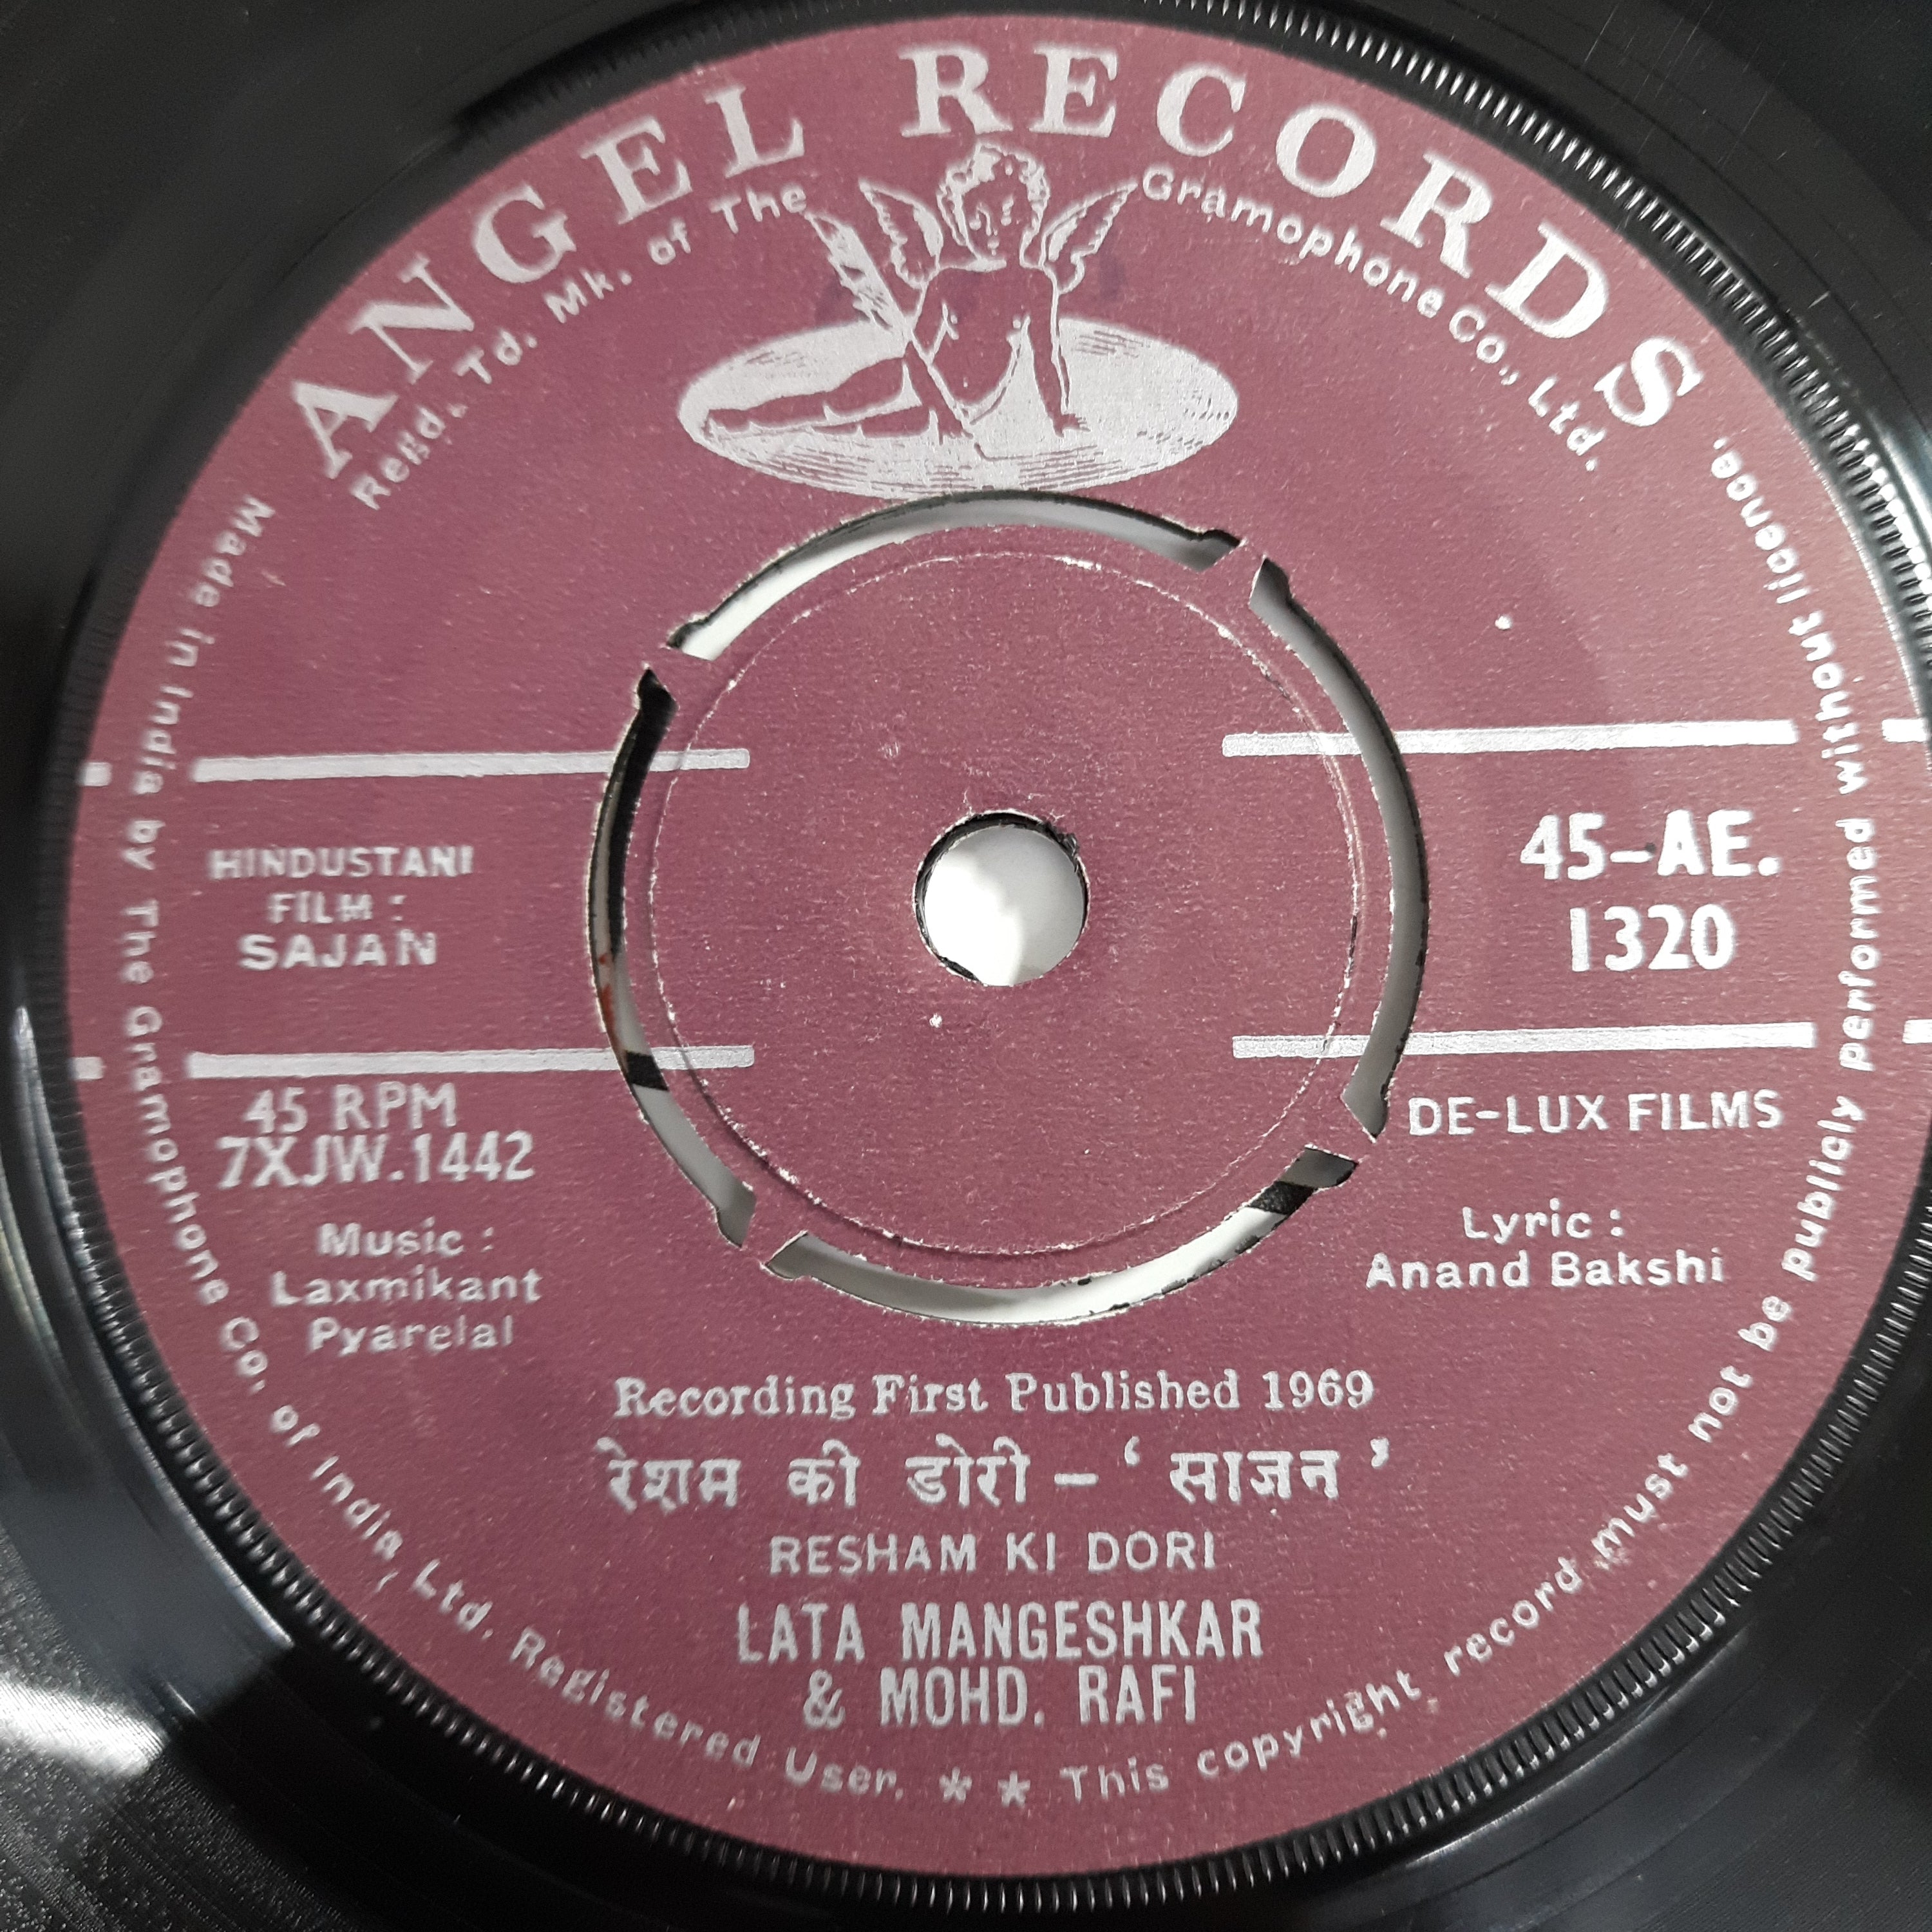 ANGEL RECORDS
Regd. Td. Mk. of The Gramophone Co., Ltd.
HINDUSTANI
FILM :
SAJAN
45-AE.
1320
45 RPM
7XJW.1442
DE-LUX FILMS
Music :
Laxmikant
Pyarelal
Lyric :
Anand Bakshi
Recording First Published 1969
रेशम की डोरी – ‘ साजन ’
RESHAM KI DORI
LATA MANGESHKAR
& MOHD. RAFI
Made in India by The Gramophone Co. of India, Ltd. Registered User. * * This copyright record must not be publicly performed without licence.